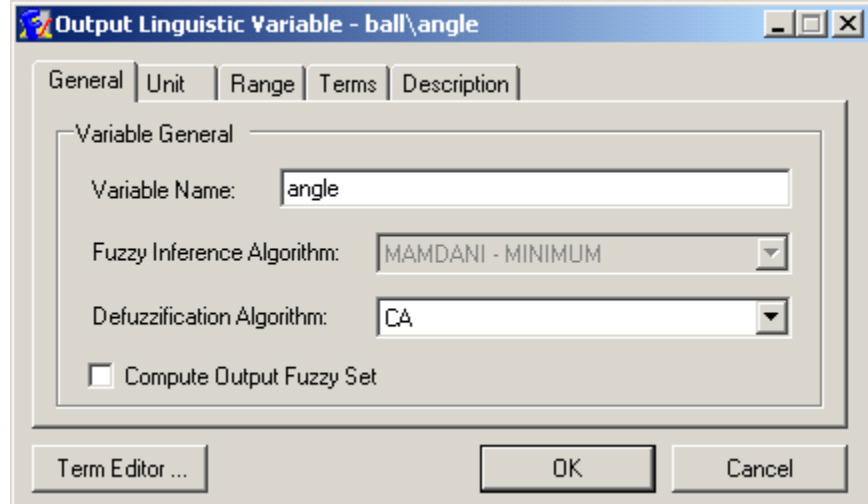 Output Linguistic Variable - ball\angle
General Unit Range Terms Description
Variable General
Variable Name: angle
Fuzzy Inference Algorithm: MAMDANI - MINIMUM
Defuzzification Algorithm: CA
Compute Output Fuzzy Set
Term Editor ... OK Cancel